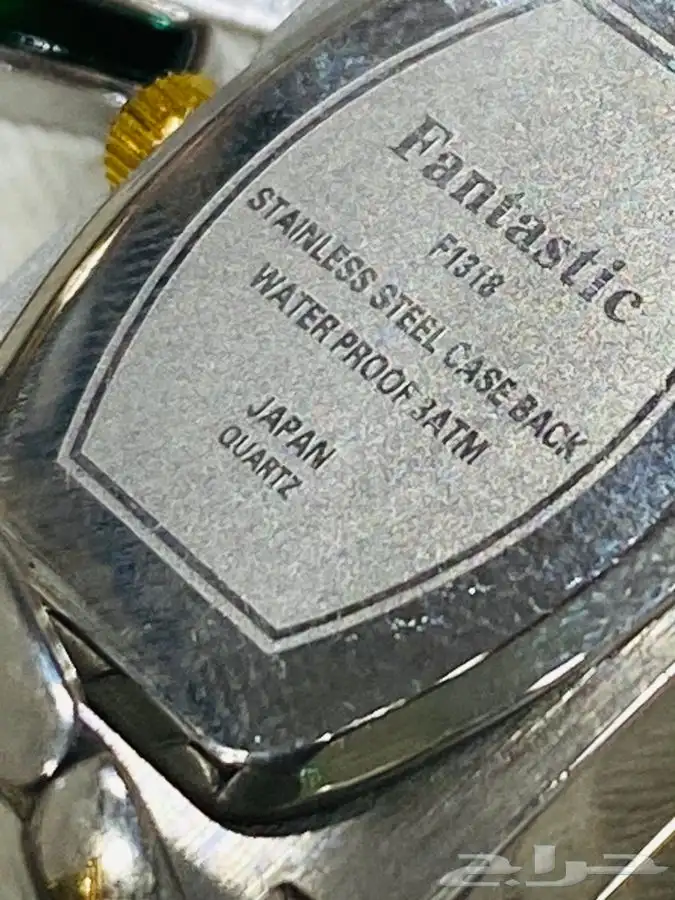 Fantastic
F1318
STAINLESS STEEL CASE BACK
WATER PROOF 3ATM
JAPAN
QUARTZ
حراج